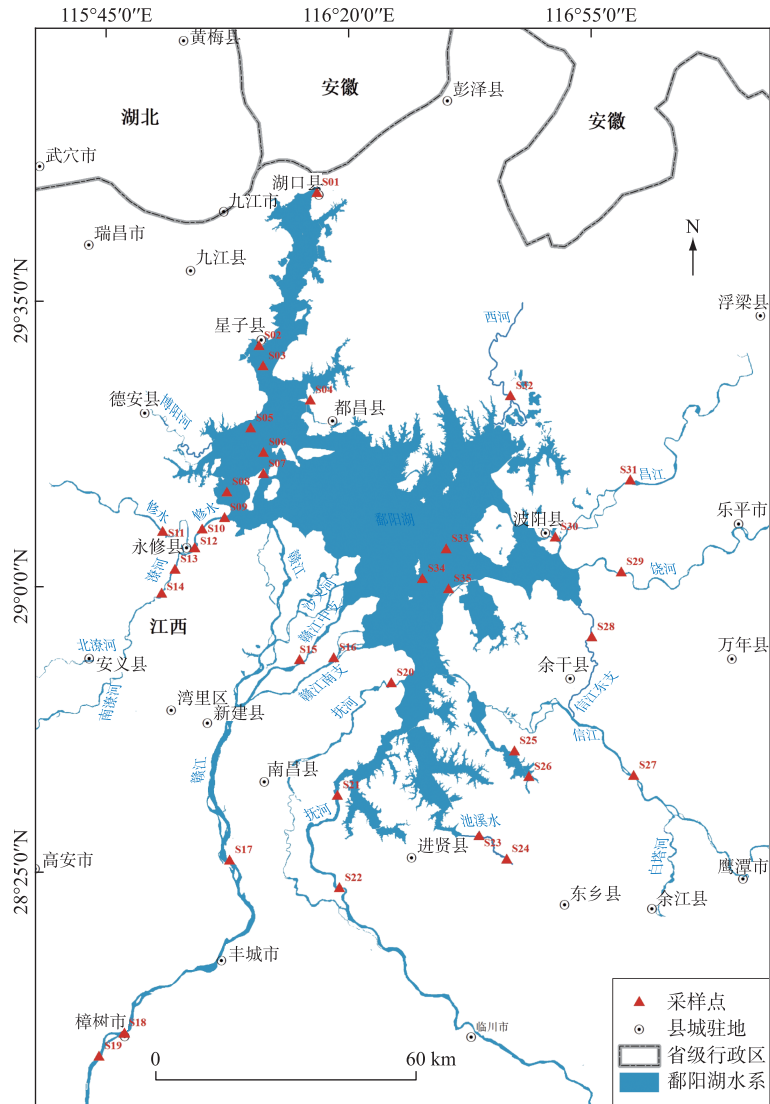 115°45′0″E
116°20′0″E
116°55′0″E
黄梅县
安徽
彭泽县
湖北
安徽
武穴市
湖口县
S01
九江市
瑞昌市
N
九江县
29°35′0″N
浮梁县
西河
星子县
S02
S03
S04
S32
德安县
博阳河
都昌县
S05
S06
S07
S31
昌江
S08
修水
修水
S09
鄱阳湖
乐平市
S11
S10
波阳县
S30
永修县
S12
S33
赣江
S13
潦河
S34
S29
饶河
29°0′0″N
S14
S35
沙汊河
江西
赣江中支
S28
北潦河
安义县
S15
S16
万年县
余干县
赣江南支
S20
南潦河
湾里区
抚河
信江东支
新建县
信江
S25
赣江
南昌县
S26
S27
S21
抚河
池溪水
S23
进贤县
S24
白塔河
高安市
S17
28°25′0″N
鹰潭市
S22
东乡县
余江县
丰城市
樟树市
S18
临川市
S19
0
60 km
采样点
县城驻地
省级行政区
鄱阳湖水系